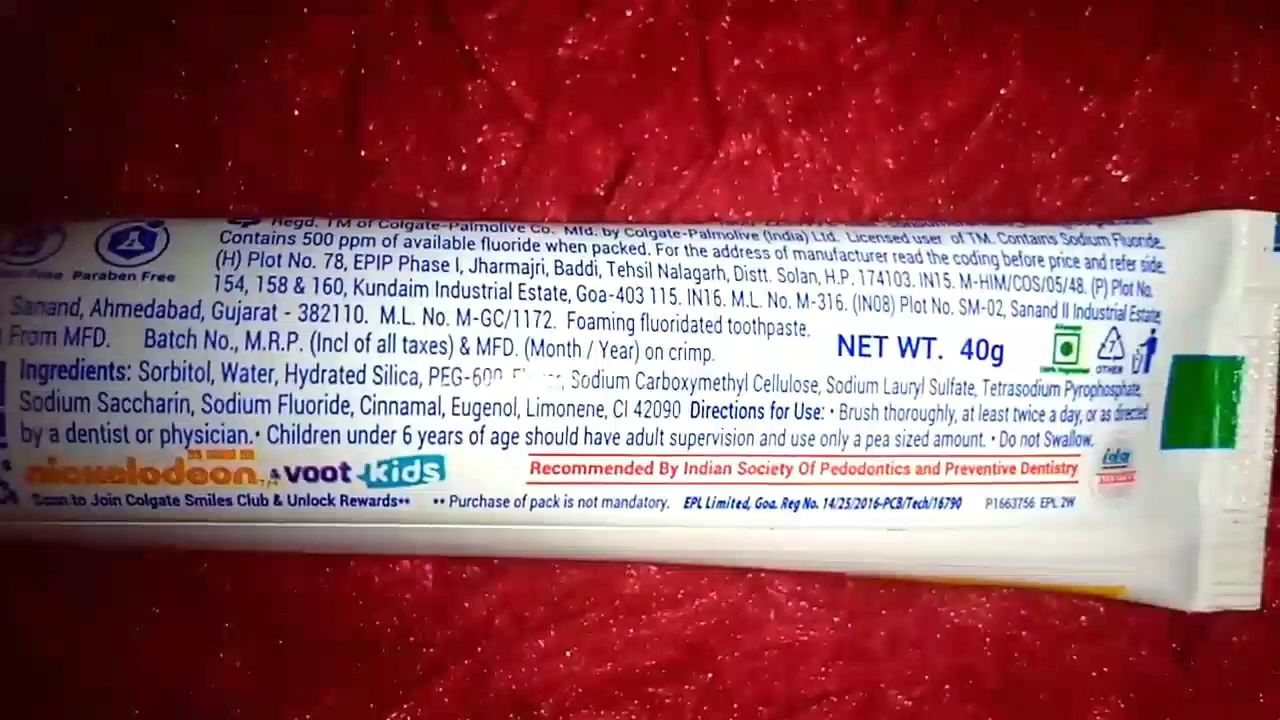 Regd. TM of Colgate-Palmolive Co. Mfd. by Colgate-Palmolive (India) Ltd. Licensed user of TM. Contains Sodium Fluoride.
Contains 500 ppm of available fluoride when packed. For the address of manufacturer read the coding before price and refer side.
Paraben Free
(H) Plot No. 78, EPIP Phase I, Jharmajri, Baddi, Tehsil Nalagarh, Distt. Solan, H.P. 174103. IN15. M-HIM/COS/05/48. (P) Plot No.
154, 158 & 160, Kundaim Industrial Estate, Goa-403 115. IN16. M.L. No. M-316. (IN08) Plot No. SM-02, Sanand II Industrial Estate,
Sanand, Ahmedabad, Gujarat - 382110. M.L. No. M-GC/1172. Foaming fluoridated toothpaste.
From MFD. Batch No., M.R.P. (Incl of all taxes) & MFD. (Month / Year) on crimp.
NET WT. 40g
OTHER
Ingredients: Sorbitol, Water, Hydrated Silica, PEG-600, Sodium Carboxymethyl Cellulose, Sodium Lauryl Sulfate, Tetrasodium Pyrophosphate,
Sodium Saccharin, Sodium Fluoride, Cinnamal, Eugenol, Limonene, CI 42090 Directions for Use: • Brush thoroughly, at least twice a day, or as directed
by a dentist or physician. • Children under 6 years of age should have adult supervision and use only a pea sized amount. • Do not Swallow.
nickelodeon & voot kids
Recommended By Indian Society Of Pedodontics and Preventive Dentistry
Scan to Join Colgate Smiles Club & Unlock Rewards** ** Purchase of pack is not mandatory. EPL Limited, Goa. Reg No. 14/25/2016-PCB/Tech/16790 P1663756 EPL 2W